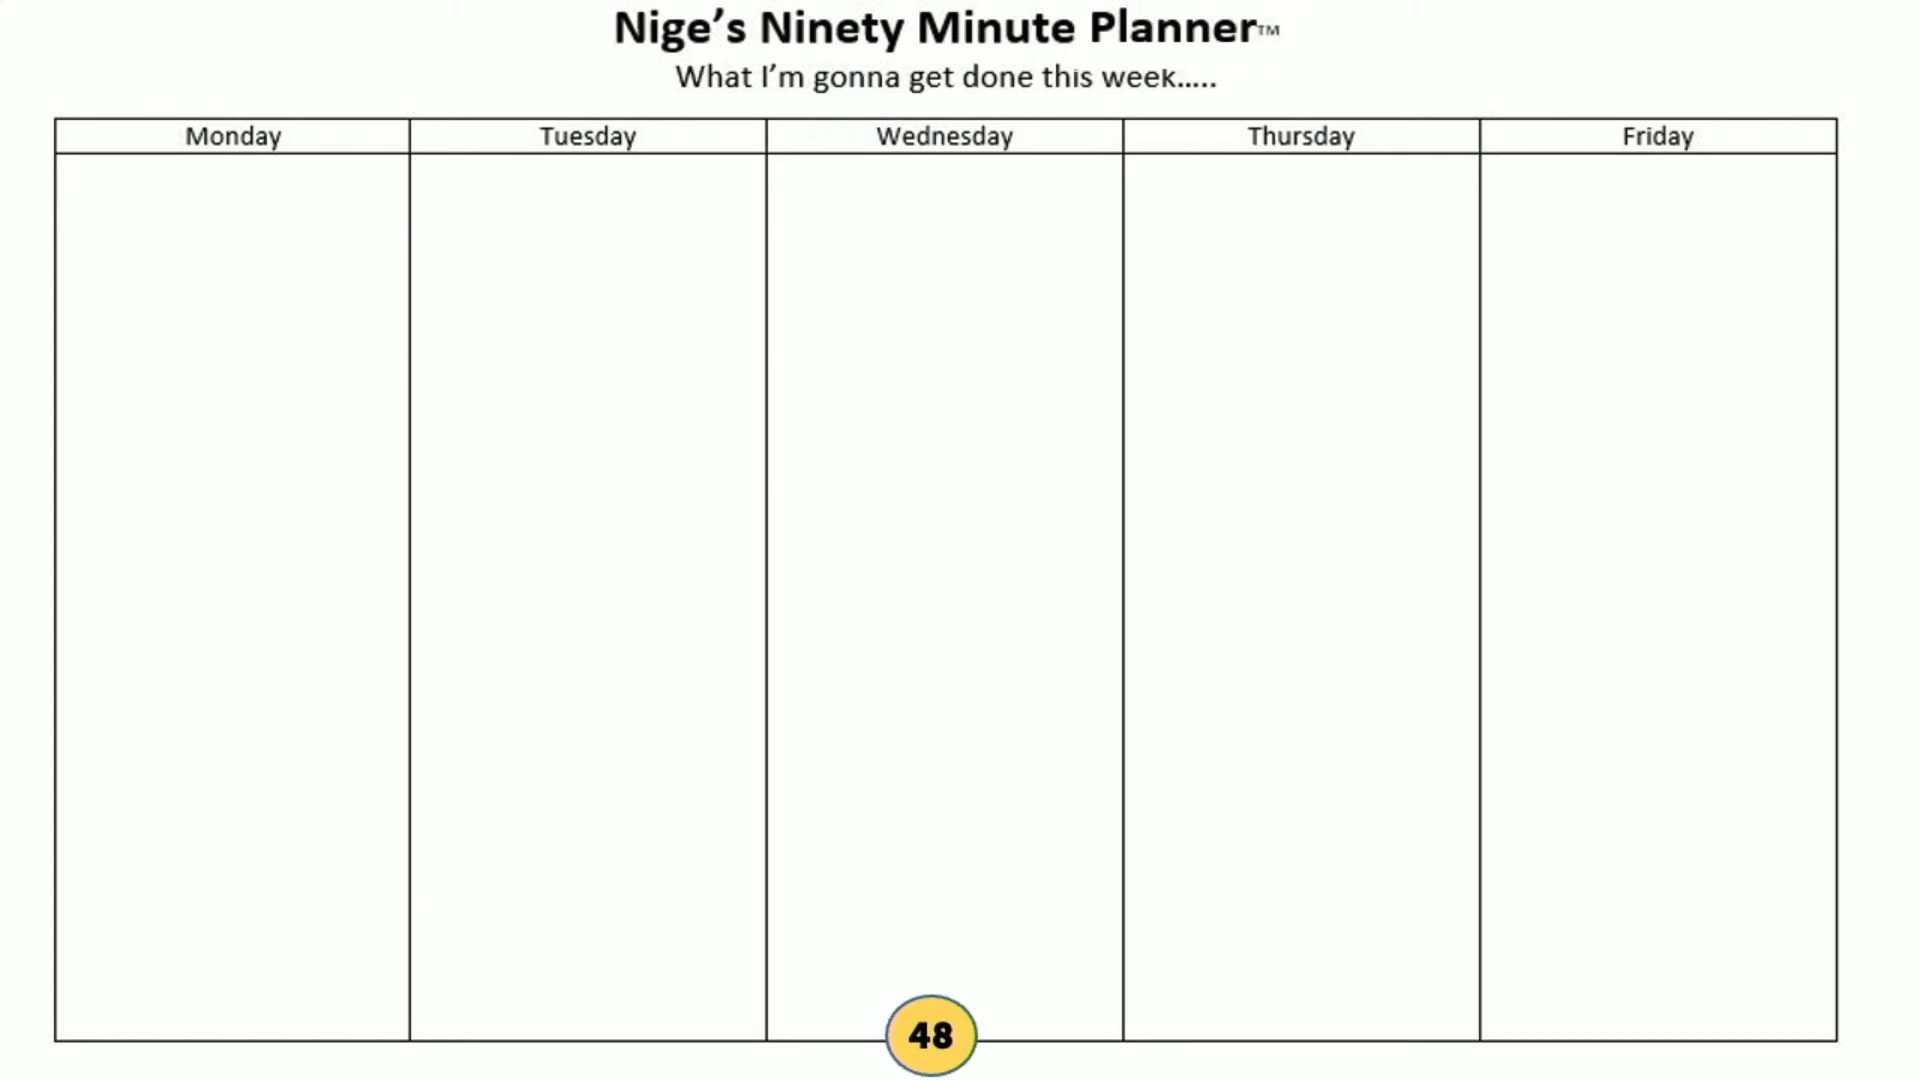 Nige’s Ninety Minute Planner™
What I’m gonna get done this week…..
Monday Tuesday Wednesday Thursday Friday
48